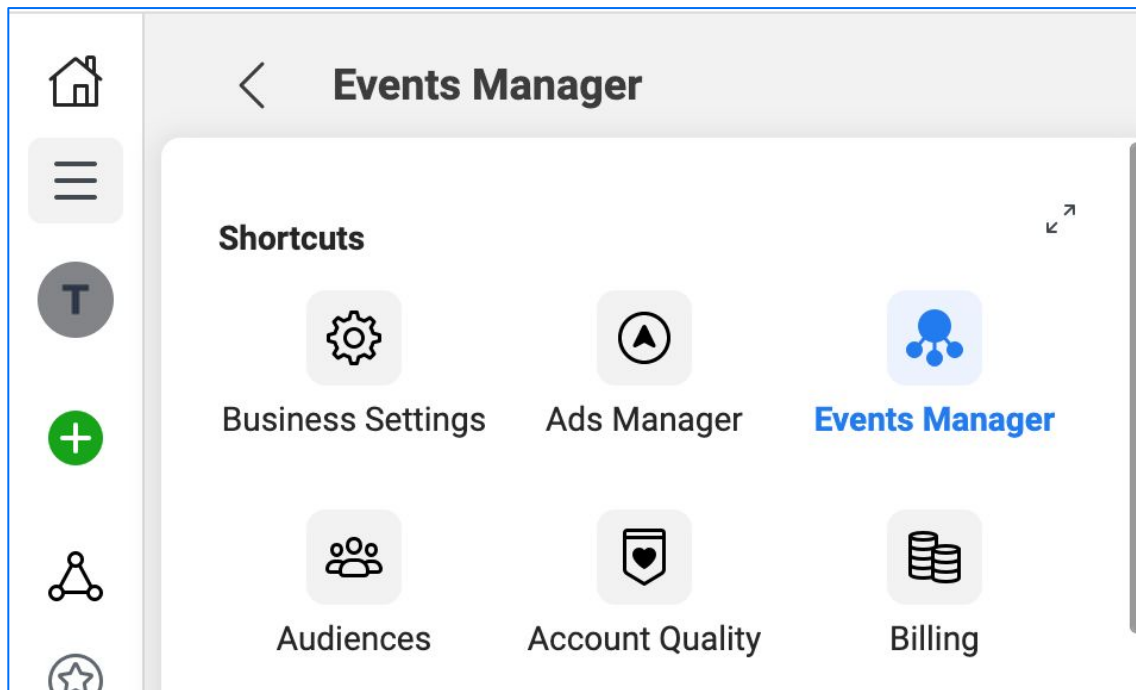 Events Manager
T
Shortcuts
Business Settings
Ads Manager
Events Manager
Audiences
Account Quality
Billing